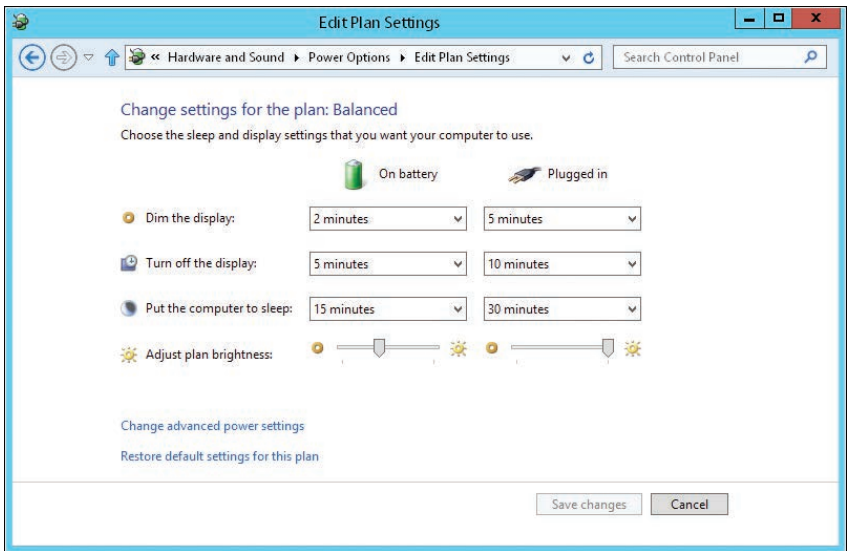 Edit Plan Settings
« Hardware and Sound Power Options Edit Plan Settings Search Control Panel
Change settings for the plan: Balanced
Choose the sleep and display settings that you want your computer to use.
On battery Plugged in
Dim the display: 2 minutes 5 minutes
Turn off the display: 5 minutes 10 minutes
Put the computer to sleep: 15 minutes 30 minutes
Adjust plan brightness:
Change advanced power settings
Restore default settings for this plan
Save changes Cancel